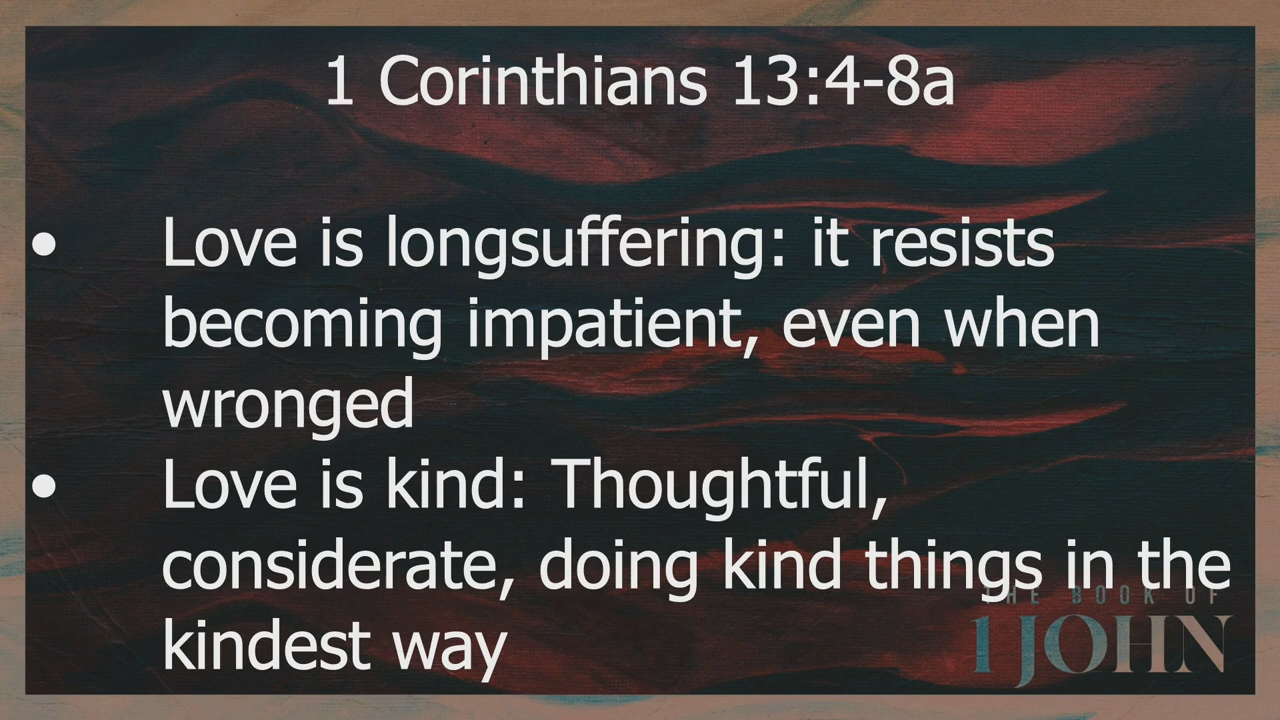 1 Corinthians 13:4-8a
• Love is longsuffering: it resists
becoming impatient, even when
wronged
• Love is kind: Thoughtful,
considerate, doing kind things in the
kindest way
THE BOOK OF
1 JOHN